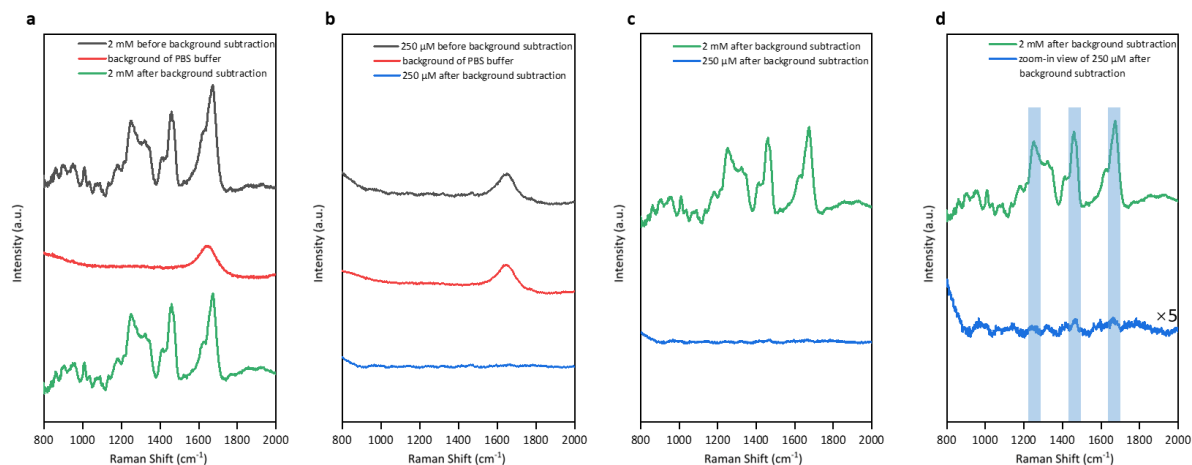 a
2 mM before background subtraction
background of PBS buffer
2 mM after background subtraction
Intensity (a.u.)
800 1000 1200 1400 1600 1800 2000
Raman Shift (cm⁻¹)
b
250 µM before background subtraction
background of PBS buffer
250 µM after background subtraction
Intensity (a.u.)
800 1000 1200 1400 1600 1800 2000
Raman Shift (cm⁻¹)
c
2 mM after background subtraction
250 µM after background subtraction
Intensity (a.u.)
800 1000 1200 1400 1600 1800 2000
Raman Shift (cm⁻¹)
d
2 mM after background subtraction
zoom-in view of 250 µM after
background subtraction
×5
Intensity (a.u.)
800 1000 1200 1400 1600 1800 2000
Raman Shift (cm⁻¹)